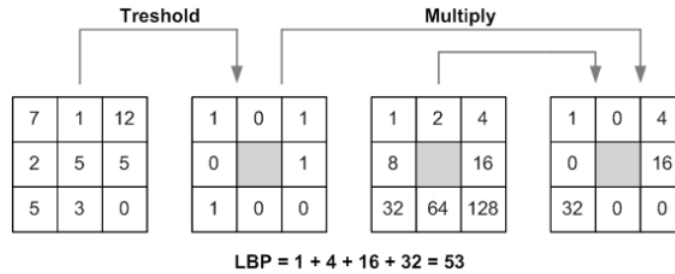 Treshold Multiply
7 1 12 1 0 1 1 2 4 1 0 4
2 5 5 0 1 8 16 0 16
5 3 0 1 0 0 32 64 128 32 0 0
LBP = 1 + 4 + 16 + 32 = 53